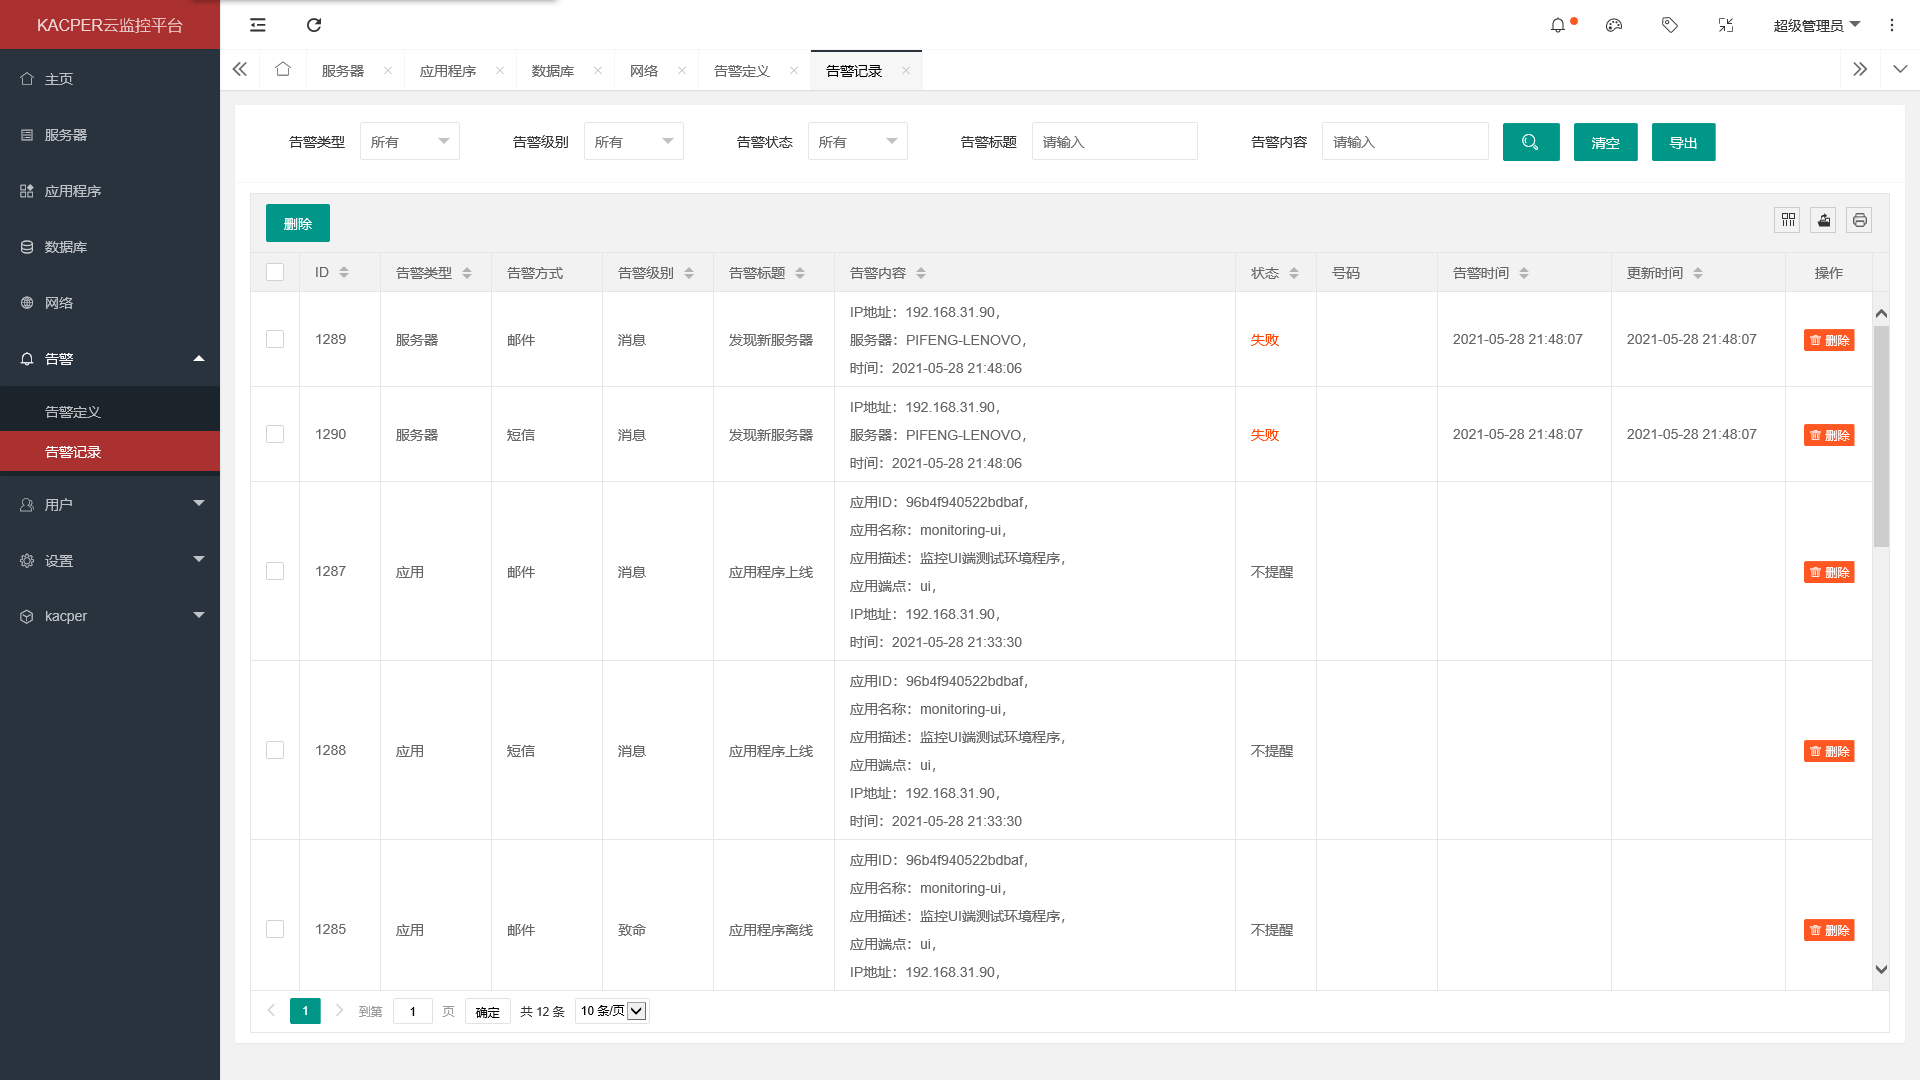 KACPER云监控平台
超级管理员
服务器
应用程序
数据库
网络
告警定义
告警记录
主页
服务器
应用程序
数据库
网络
告警
告警定义
告警记录
用户
设置
kacper
告警类型 所有 告警级别 所有 告警状态 所有 告警标题 请输入 告警内容 请输入 清空 导出
删除
ID 告警类型 告警方式 告警级别 告警标题 告警内容 状态 号码 告警时间 更新时间 操作
IP地址：192.168.31.90，
1289 服务器 邮件 消息 发现新服务器 服务器：PIFENG-LENOVO， 失败 2021-05-28 21:48:07 2021-05-28 21:48:07 删除
时间：2021-05-28 21:48:06
IP地址：192.168.31.90，
1290 服务器 短信 消息 发现新服务器 服务器：PIFENG-LENOVO， 失败 2021-05-28 21:48:07 2021-05-28 21:48:07 删除
时间：2021-05-28 21:48:06
应用ID：96b4f940522bdbaf，
应用名称：monitoring-ui，
应用描述：监控UI端测试环境程序，
1287 应用 邮件 消息 应用程序上线 不提醒 删除
应用端点：ui，
IP地址：192.168.31.90，
时间：2021-05-28 21:33:30
应用ID：96b4f940522bdbaf，
应用名称：monitoring-ui，
应用描述：监控UI端测试环境程序，
1288 应用 短信 消息 应用程序上线 不提醒 删除
应用端点：ui，
IP地址：192.168.31.90，
时间：2021-05-28 21:33:30
应用ID：96b4f940522bdbaf，
应用名称：monitoring-ui，
应用描述：监控UI端测试环境程序，
1285 应用 邮件 致命 应用程序离线 不提醒 删除
应用端点：ui，
IP地址：192.168.31.90，
1 到第 1 页 确定 共 12 条 10 条/页